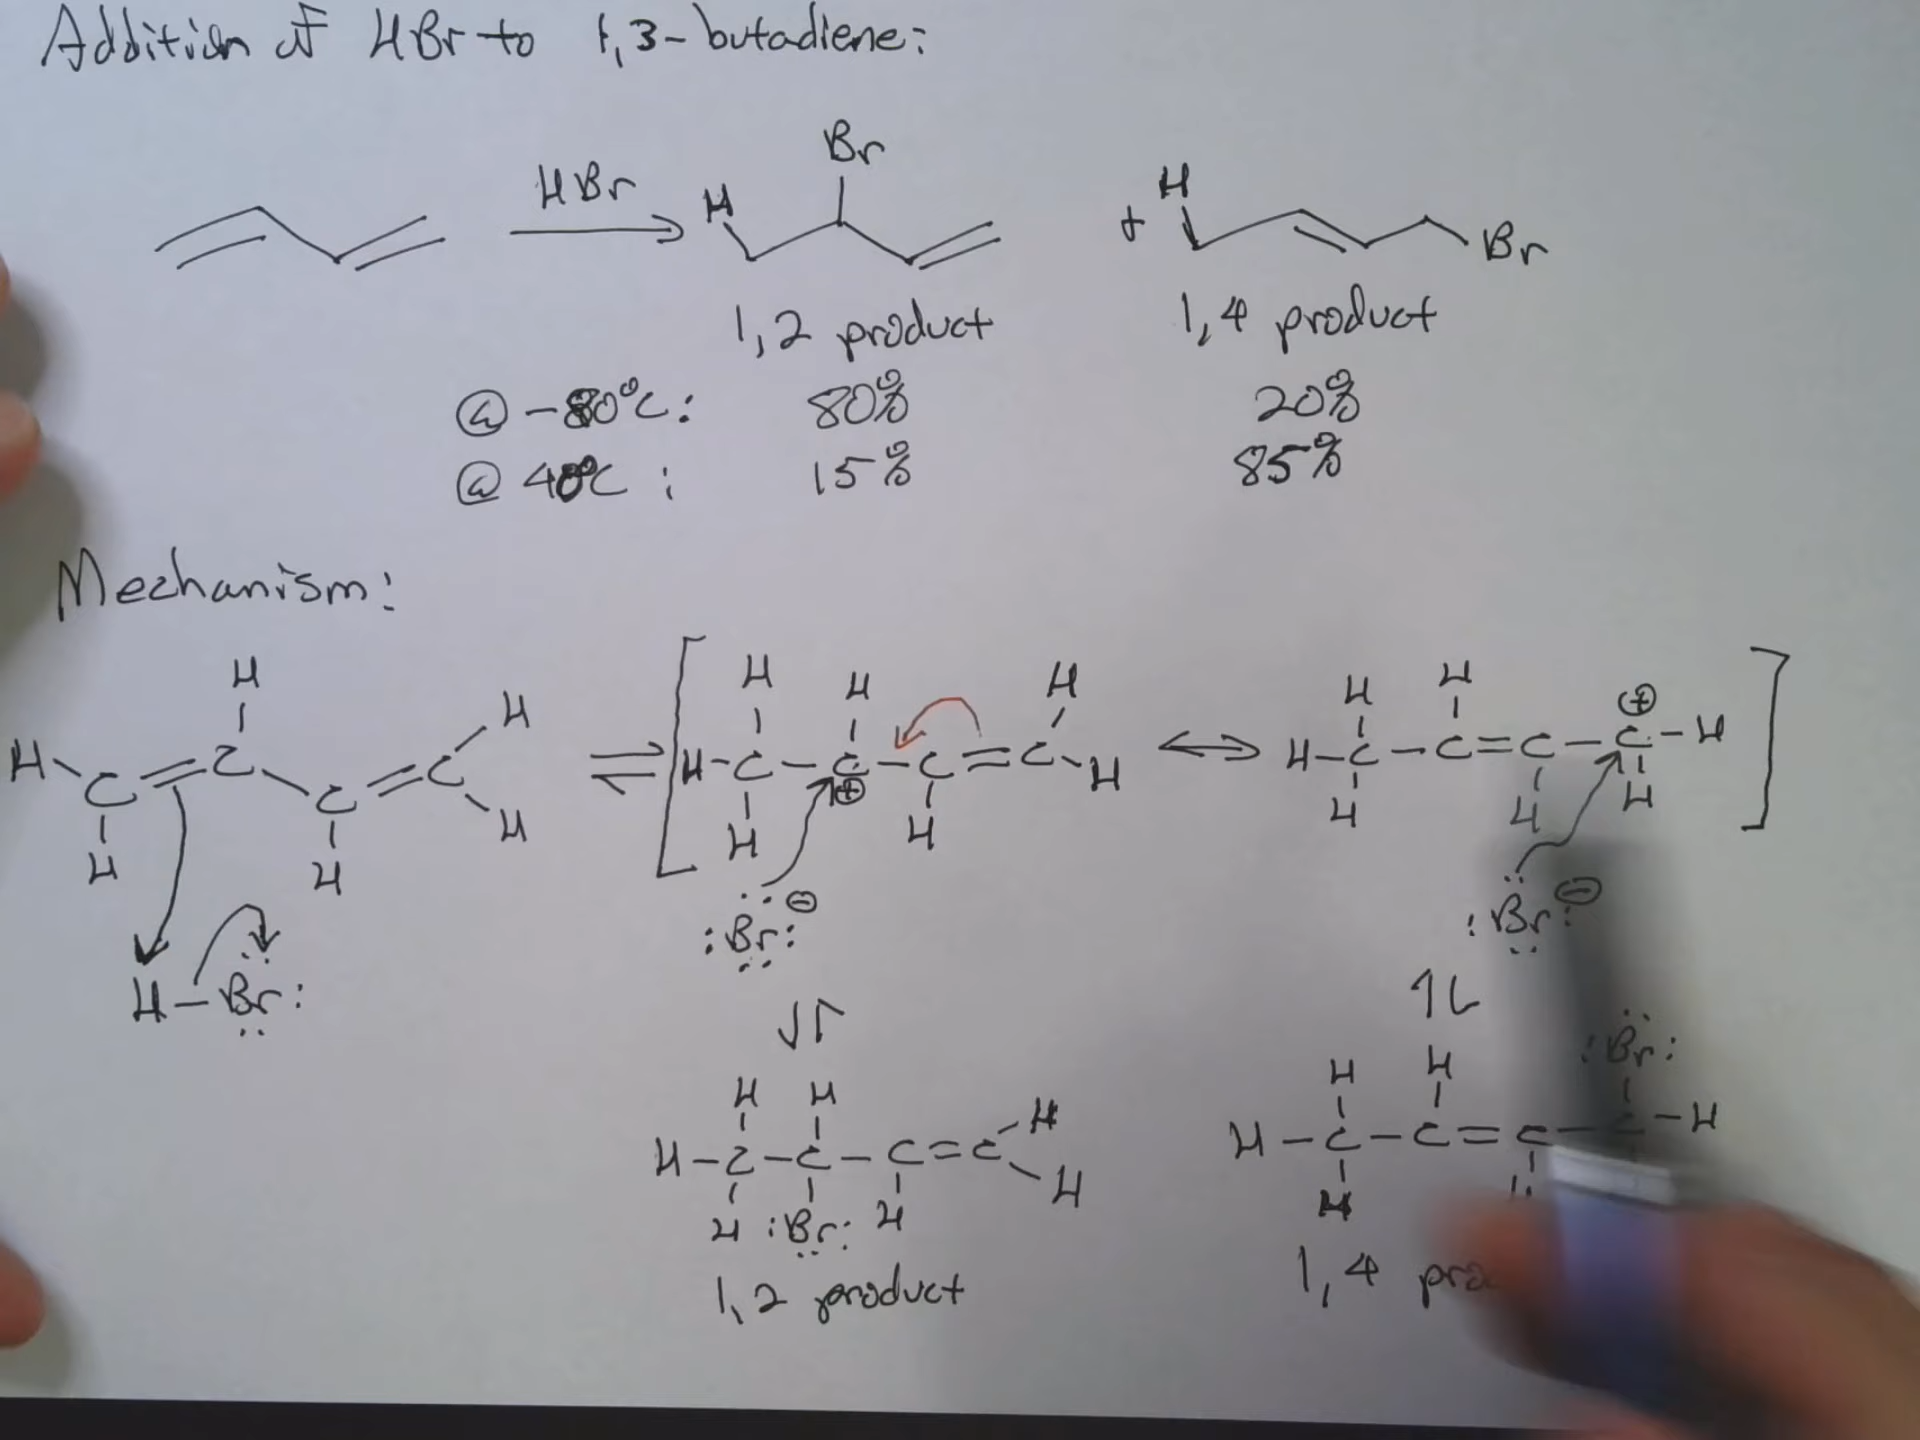 Addition of HBr to 1,3-butadiene:
Br
HBr
H
+ H
Br
1,2 product 1,4 product
@ -80°C: 80% 20%
@ 40°C: 15% 85%
Mechanism:
H H H H H H ⊕
H H
H-C-C-C=C H-C-C=C-C-H
H C=C C=C H
⊕ H
H H H H H H H
:Br: ⊖ :Br: ⊖
H-Br:
:Br:
H H H H
H H-C-C=C-C-H
H-C-C-C=C
H
H :Br: H H
1,2 product 1,4